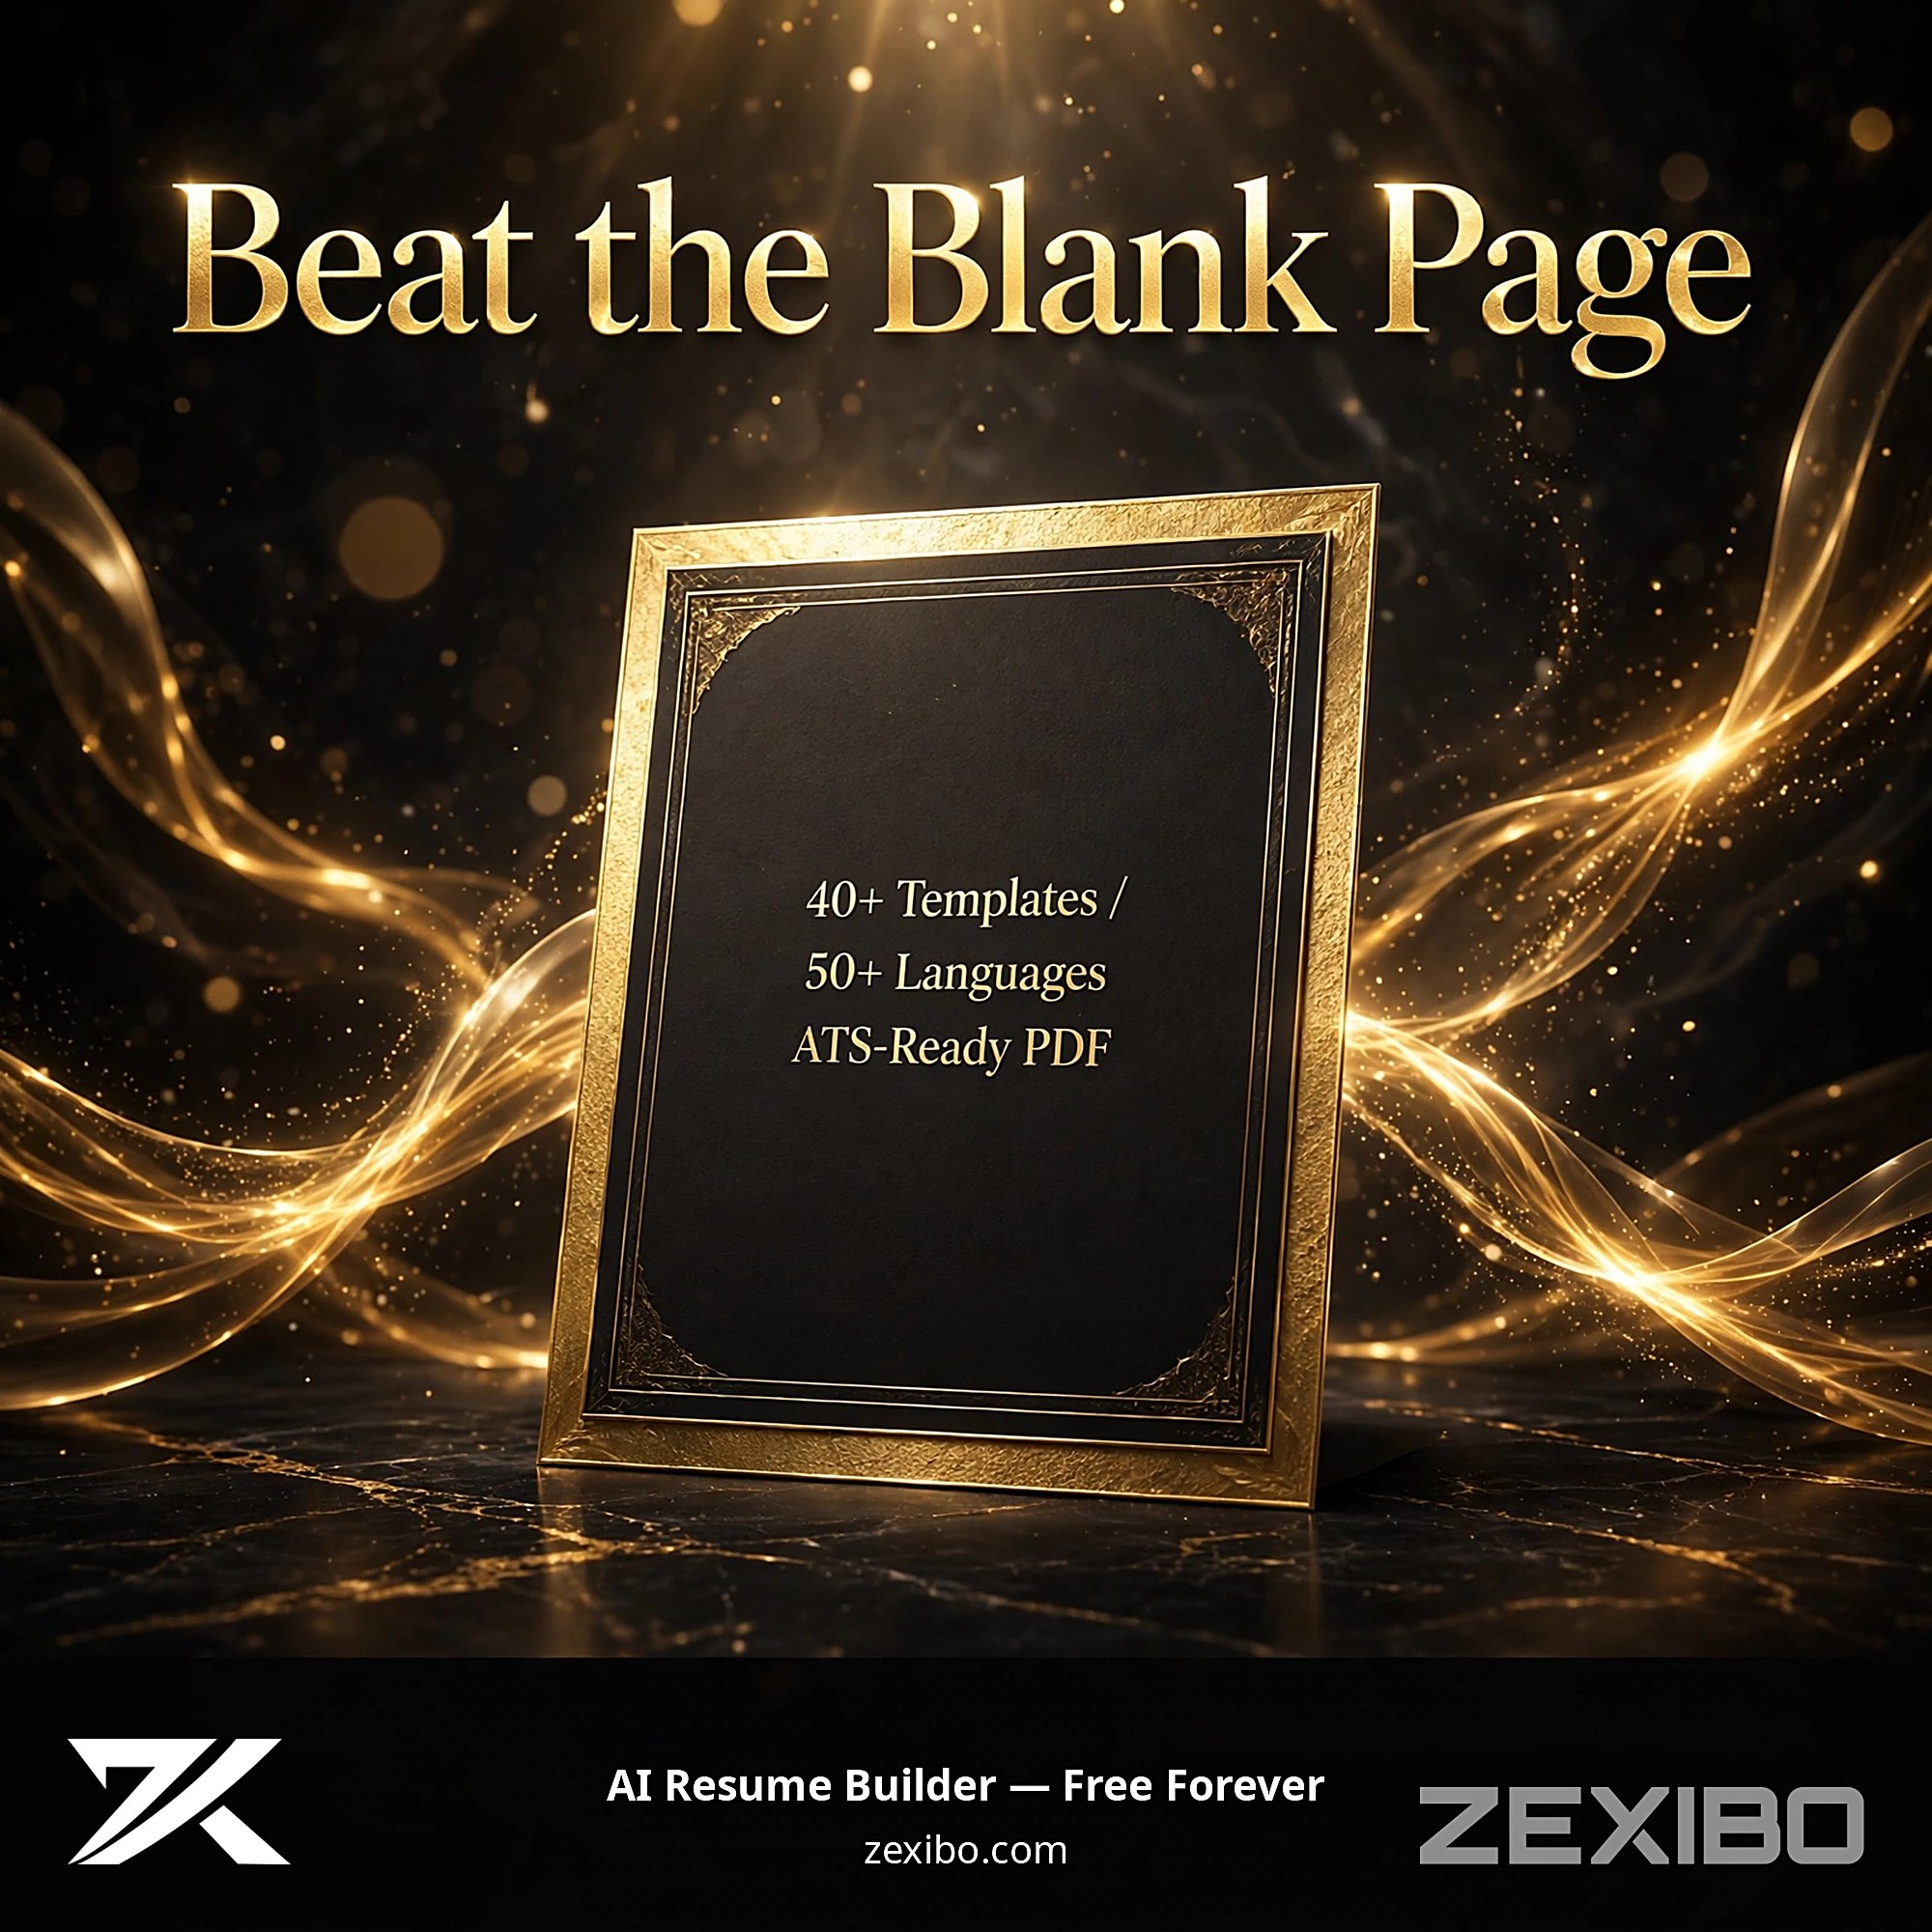 Beat the Blank Page
40+ Templates /
50+ Languages
ATS-Ready PDF
AI Resume Builder — Free Forever
zexibo.com
ZEXIBO